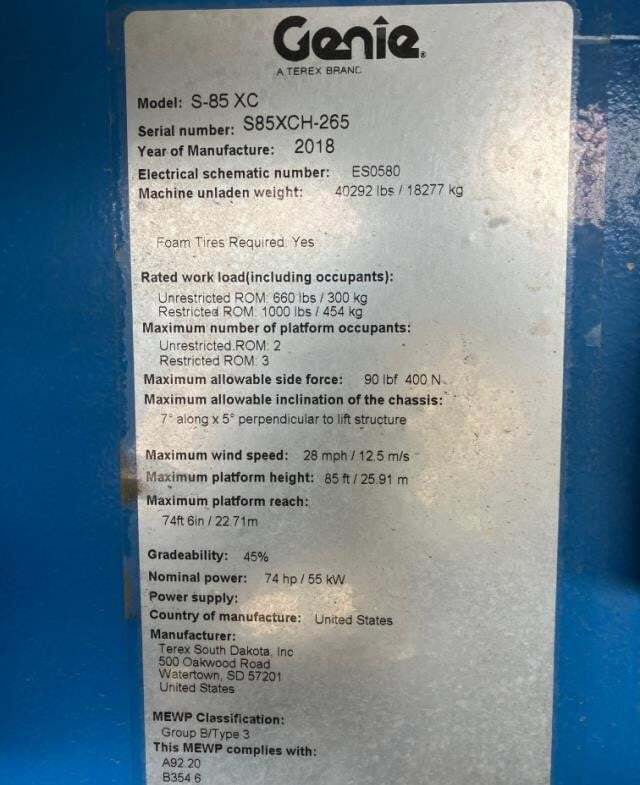 Genie
A TEREX BRAND
Model: S-85 XC
Serial number: S85XCH-265
Year of Manufacture: 2018
Electrical schematic number: ES0580
Machine unladen weight: 40292 lbs / 18277 kg
Foam Tires Required: Yes
Rated work load(including occupants):
Unrestricted ROM: 660 lbs / 300 kg
Restricted ROM: 1000 lbs / 454 kg
Maximum number of platform occupants:
Unrestricted ROM: 2
Restricted ROM: 3
Maximum allowable side force: 90 lbf 400 N
Maximum allowable inclination of the chassis:
7° along x 5° perpendicular to lift structure
Maximum wind speed: 28 mph / 12.5 m/s
Maximum platform height: 85 ft / 25.91 m
Maximum platform reach:
74ft 6in / 22.71m
Gradeability: 45%
Nominal power: 74 hp / 55 kW
Power supply:
Country of manufacture: United States
Manufacturer:
Terex South Dakota, Inc
500 Oakwood Road
Watertown, SD 57201
United States
MEWP Classification:
Group B/Type 3
This MEWP complies with:
A92.20
B354.6